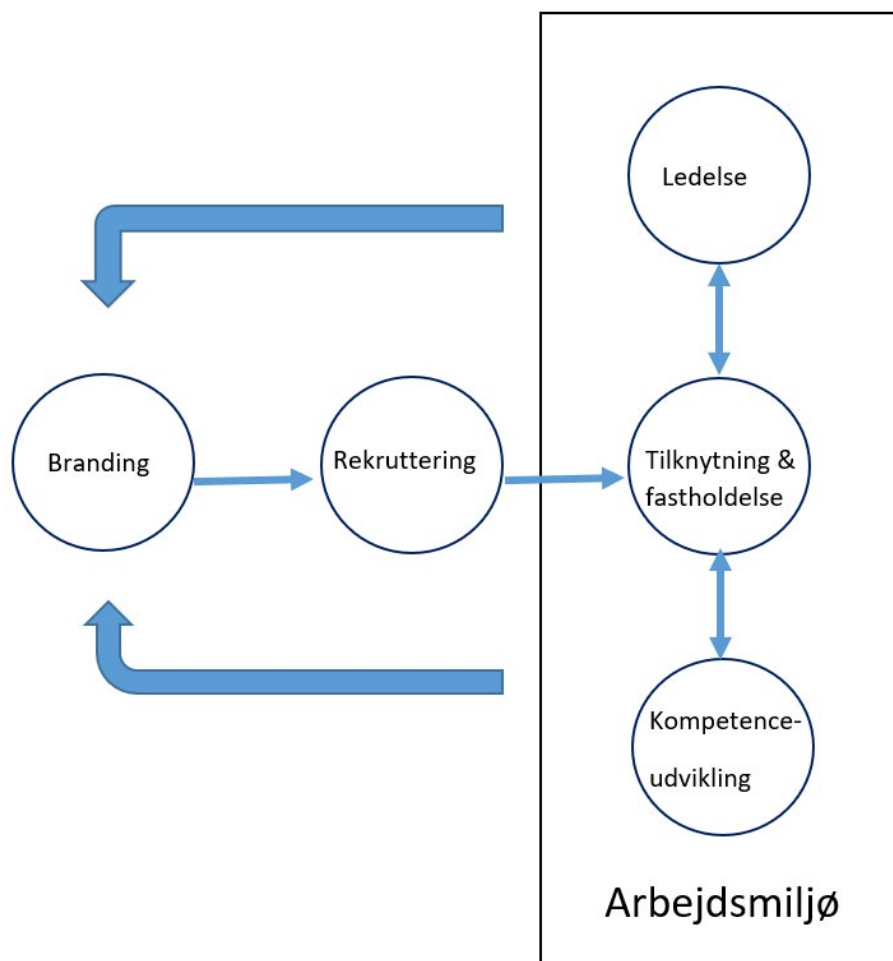 Ledelse
Branding
Rekruttering
Tilknytning &
fastholdelse
Kompetence-
udvikling
Arbejdsmiljø